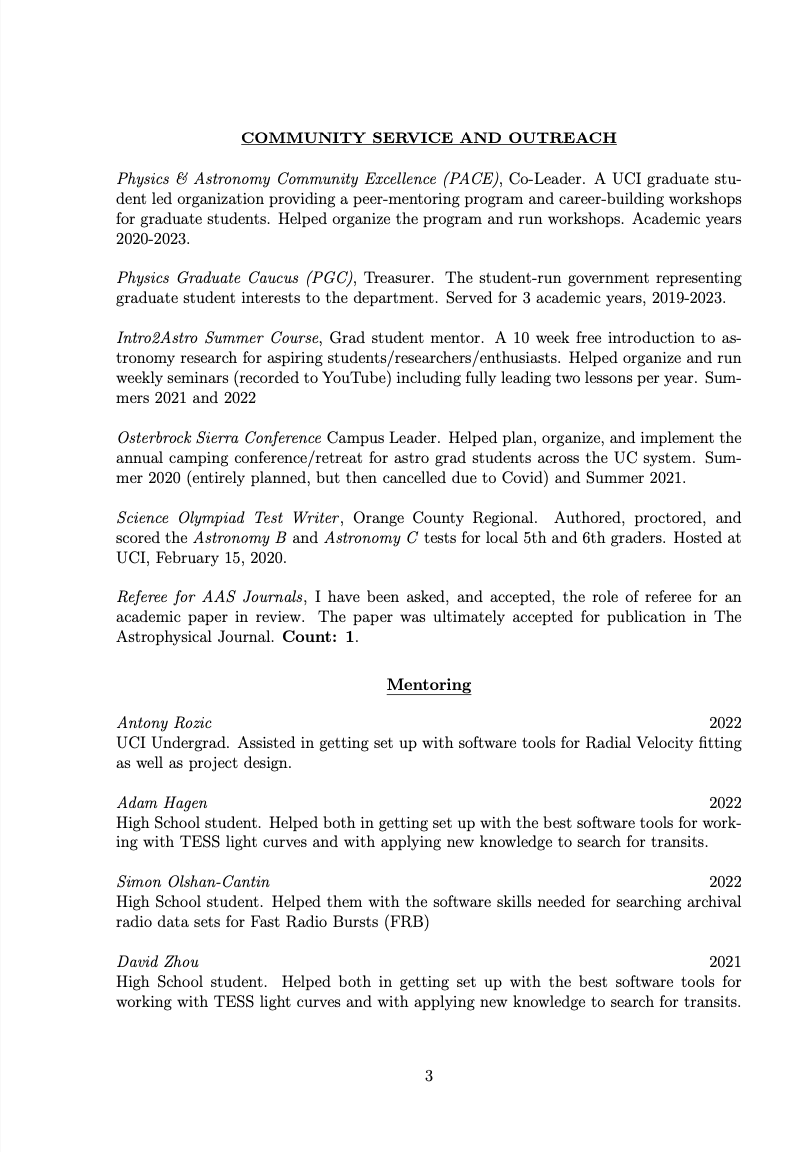 COMMUNITY SERVICE AND OUTREACH
Physics & Astronomy Community Excellence (PACE), Co-Leader. A UCI graduate stu-
dent led organization providing a peer-mentoring program and career-building workshops
for graduate students. Helped organize the program and run workshops. Academic years
2020-2023.
Physics Graduate Caucus (PGC), Treasurer. The student-run government representing
graduate student interests to the department. Served for 3 academic years, 2019-2023.
Intro2Astro Summer Course, Grad student mentor. A 10 week free introduction to as-
tronomy research for aspiring students/researchers/enthusiasts. Helped organize and run
weekly seminars (recorded to YouTube) including fully leading two lessons per year. Sum-
mers 2021 and 2022
Osterbrock Sierra Conference Campus Leader. Helped plan, organize, and implement the
annual camping conference/retreat for astro grad students across the UC system. Sum-
mer 2020 (entirely planned, but then cancelled due to Covid) and Summer 2021.
Science Olympiad Test Writer, Orange County Regional. Authored, proctored, and
scored the Astronomy B and Astronomy C tests for local 5th and 6th graders. Hosted at
UCI, February 15, 2020.
Referee for AAS Journals, I have been asked, and accepted, the role of referee for an
academic paper in review. The paper was ultimately accepted for publication in The
Astrophysical Journal. Count: 1.
Mentoring
Antony Rozic 2022
UCI Undergrad. Assisted in getting set up with software tools for Radial Velocity fitting
as well as project design.
Adam Hagen 2022
High School student. Helped both in getting set up with the best software tools for work-
ing with TESS light curves and with applying new knowledge to search for transits.
Simon Olshan-Cantin 2022
High School student. Helped them with the software skills needed for searching archival
radio data sets for Fast Radio Bursts (FRB)
David Zhou 2021
High School student. Helped both in getting set up with the best software tools for
working with TESS light curves and with applying new knowledge to search for transits.
3